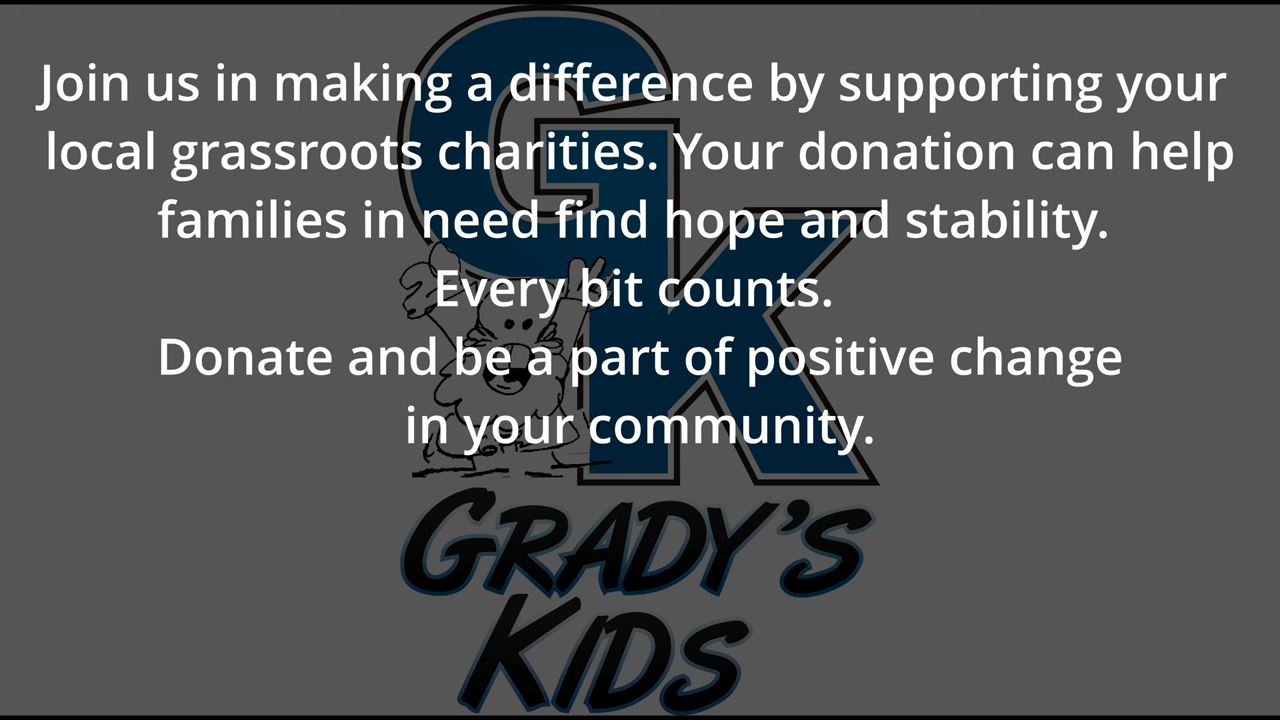 Join us in making a difference by supporting your
local grassroots charities. Your donation can help
families in need find hope and stability.
Every bit counts.
Donate and be a part of positive change
in your community.
GK
GRADY'S
KIDS